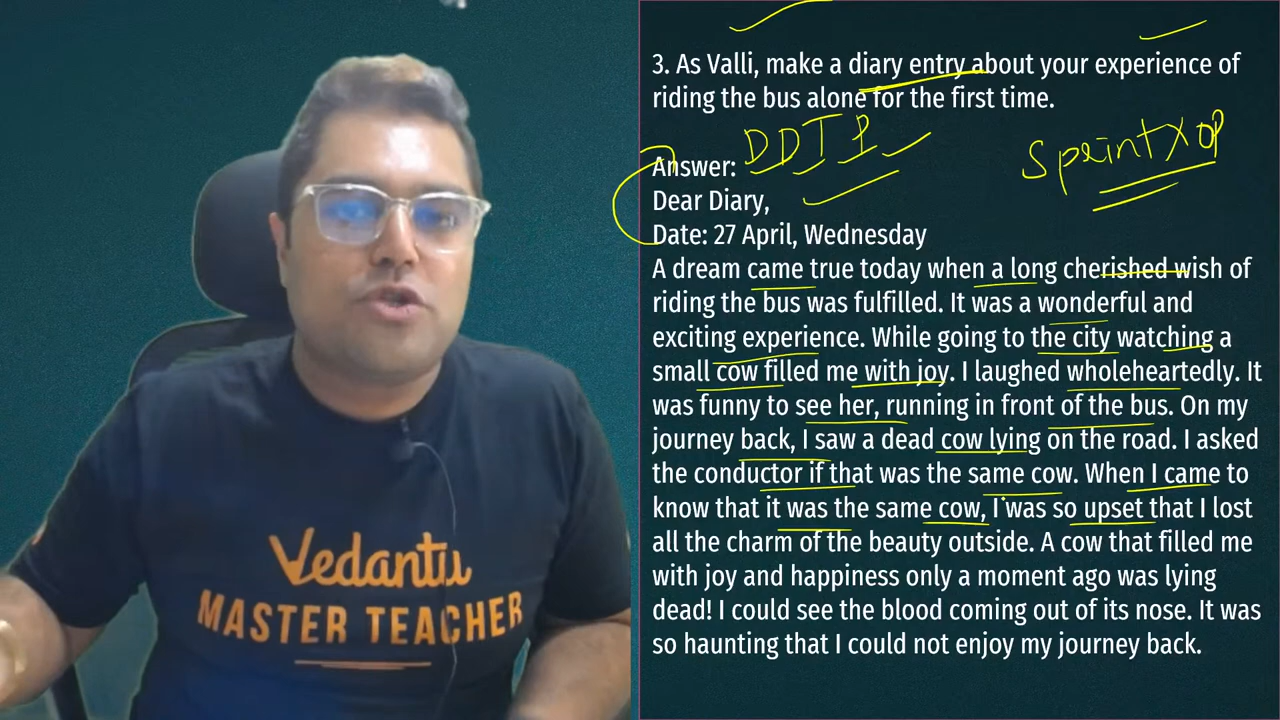 3. As Valli, make a diary entry about your experience of
riding the bus alone for the first time.
DDTP
SprintX OP
Answer:
Dear Diary,
Date: 27 April, Wednesday
A dream came true today when a long cherished wish of
riding the bus was fulfilled. It was a wonderful and
exciting experience. While going to the city watching a
small cow filled me with joy. I laughed wholeheartedly. It
was funny to see her, running in front of the bus. On my
journey back, I saw a dead cow lying on the road. I asked
the conductor if that was the same cow. When I came to
know that it was the same cow, I was so upset that I lost
all the charm of the beauty outside. A cow that filled me
with joy and happiness only a moment ago was lying
dead! I could see the blood coming out of its nose. It was
so haunting that I could not enjoy my journey back.
Vedantu
MASTER TEACHER